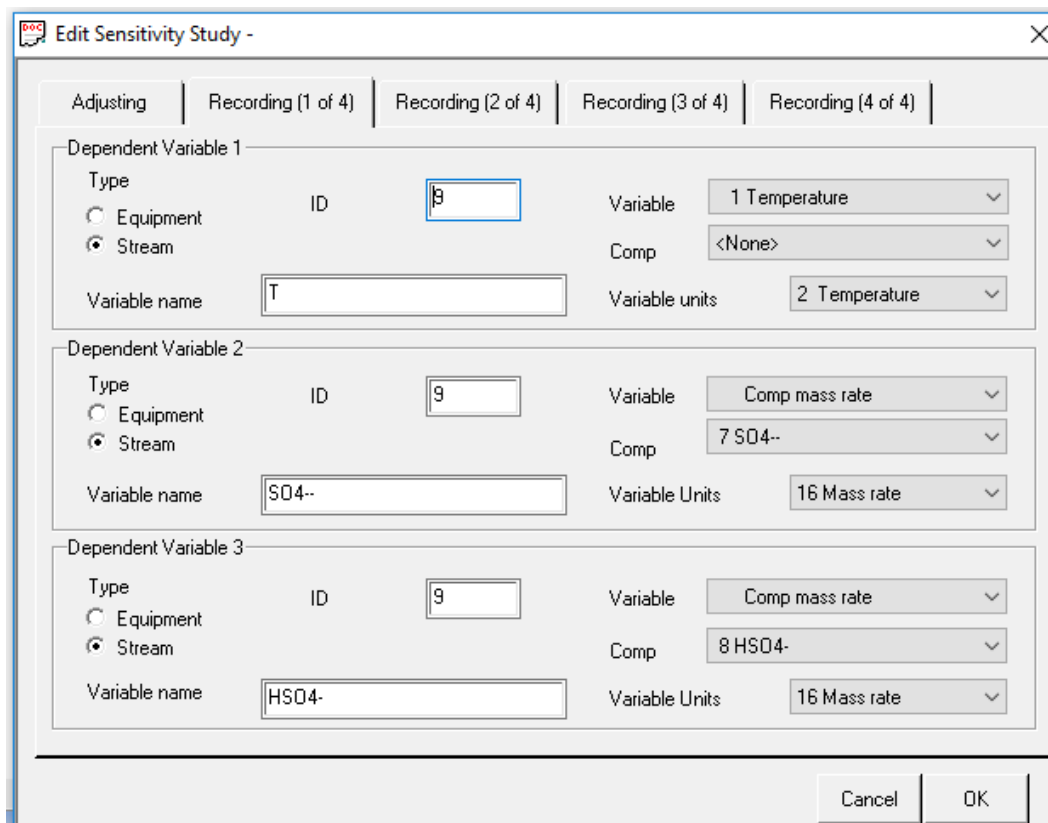 Edit Sensitivity Study -
Adjusting Recording (1 of 4) Recording (2 of 4) Recording (3 of 4) Recording (4 of 4)
Dependent Variable 1
Type
Equipment
Stream
ID 9
Variable 1 Temperature
Comp <None>
Variable name T
Variable units 2 Temperature
Dependent Variable 2
Type
Equipment
Stream
ID 9
Variable Comp mass rate
Comp 7 SO4--
Variable name SO4--
Variable Units 16 Mass rate
Dependent Variable 3
Type
Equipment
Stream
ID 9
Variable Comp mass rate
Comp 8 HSO4-
Variable name HSO4-
Variable Units 16 Mass rate
Cancel OK